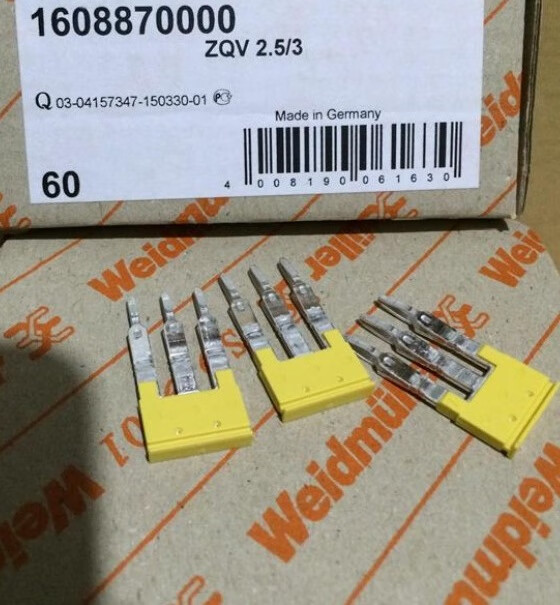 1608870000
ZQV 2.5/3
Q 03-04157347-150330-01
Made in Germany
60
4 008190 061630
Weidmüller
Weidmüller